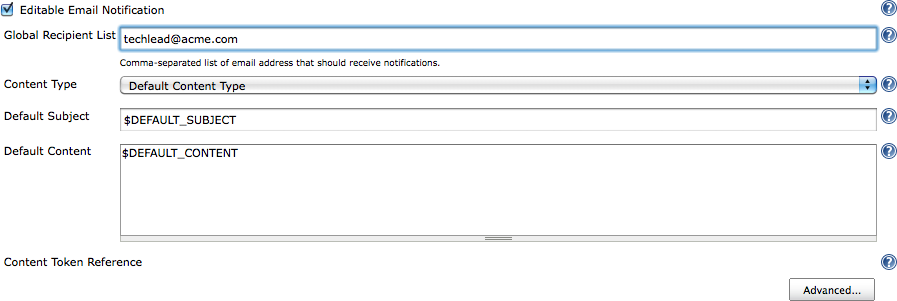 Editable Email Notification
Global Recipient List techlead@acme.com
Comma-separated list of email address that should receive notifications.
Content Type Default Content Type
Default Subject $DEFAULT_SUBJECT
Default Content $DEFAULT_CONTENT
Content Token Reference
Advanced...